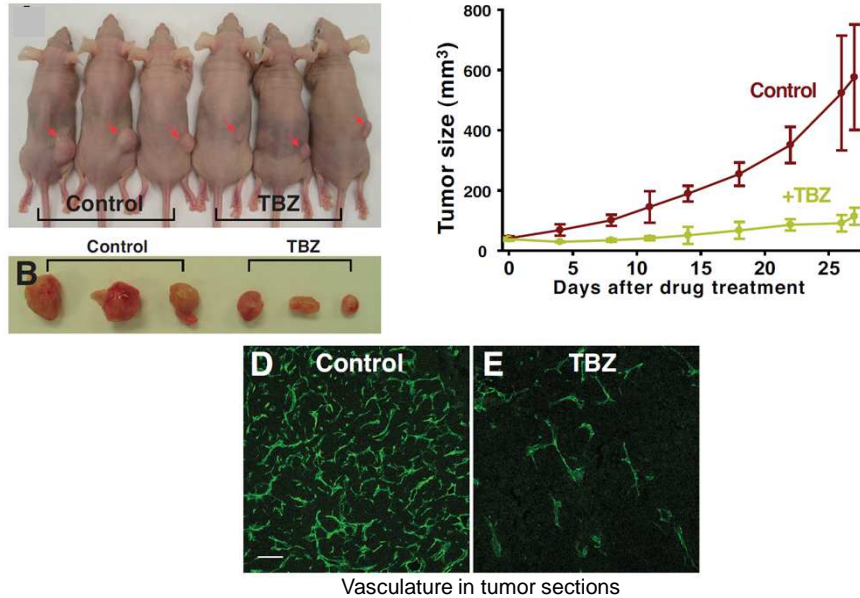 Control
TBZ
Control
TBZ
B
Tumor size (mm³)
800
600
400
200
0
Control
+TBZ
0
5
10
15
20
25
Days after drug treatment
D
Control
E
TBZ
Vasculature in tumor sections